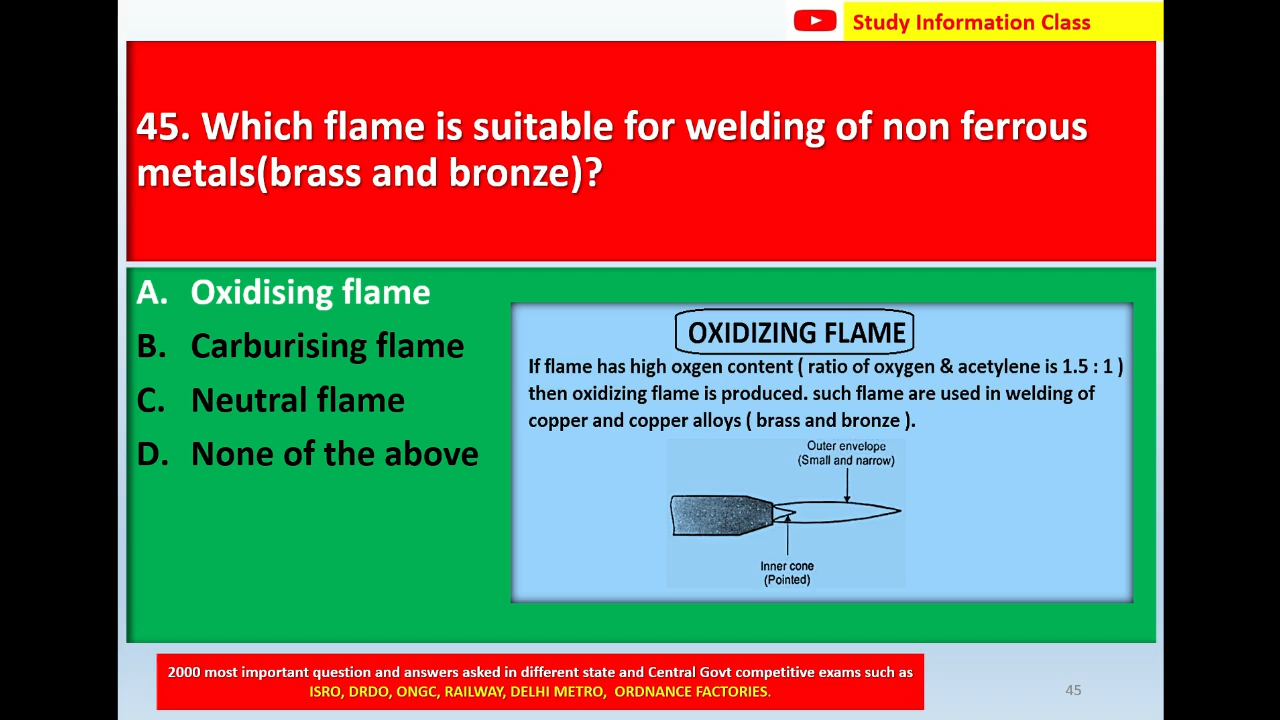 Study Information Class
45. Which flame is suitable for welding of non ferrous
metals(brass and bronze)?
A. Oxidising flame
B. Carburising flame
C. Neutral flame
D. None of the above
OXIDIZING FLAME
If flame has high oxgen content ( ratio of oxygen & acetylene is 1.5 : 1 )
then oxidizing flame is produced. such flame are used in welding of
copper and copper alloys ( brass and bronze ).
Outer envelope
(Small and narrow)
Inner cone
(Pointed)
2000 most important question and answers asked in different state and Central Govt competitive exams such as
ISRO, DRDO, ONGC, RAILWAY, DELHI METRO, ORDNANCE FACTORIES.
45